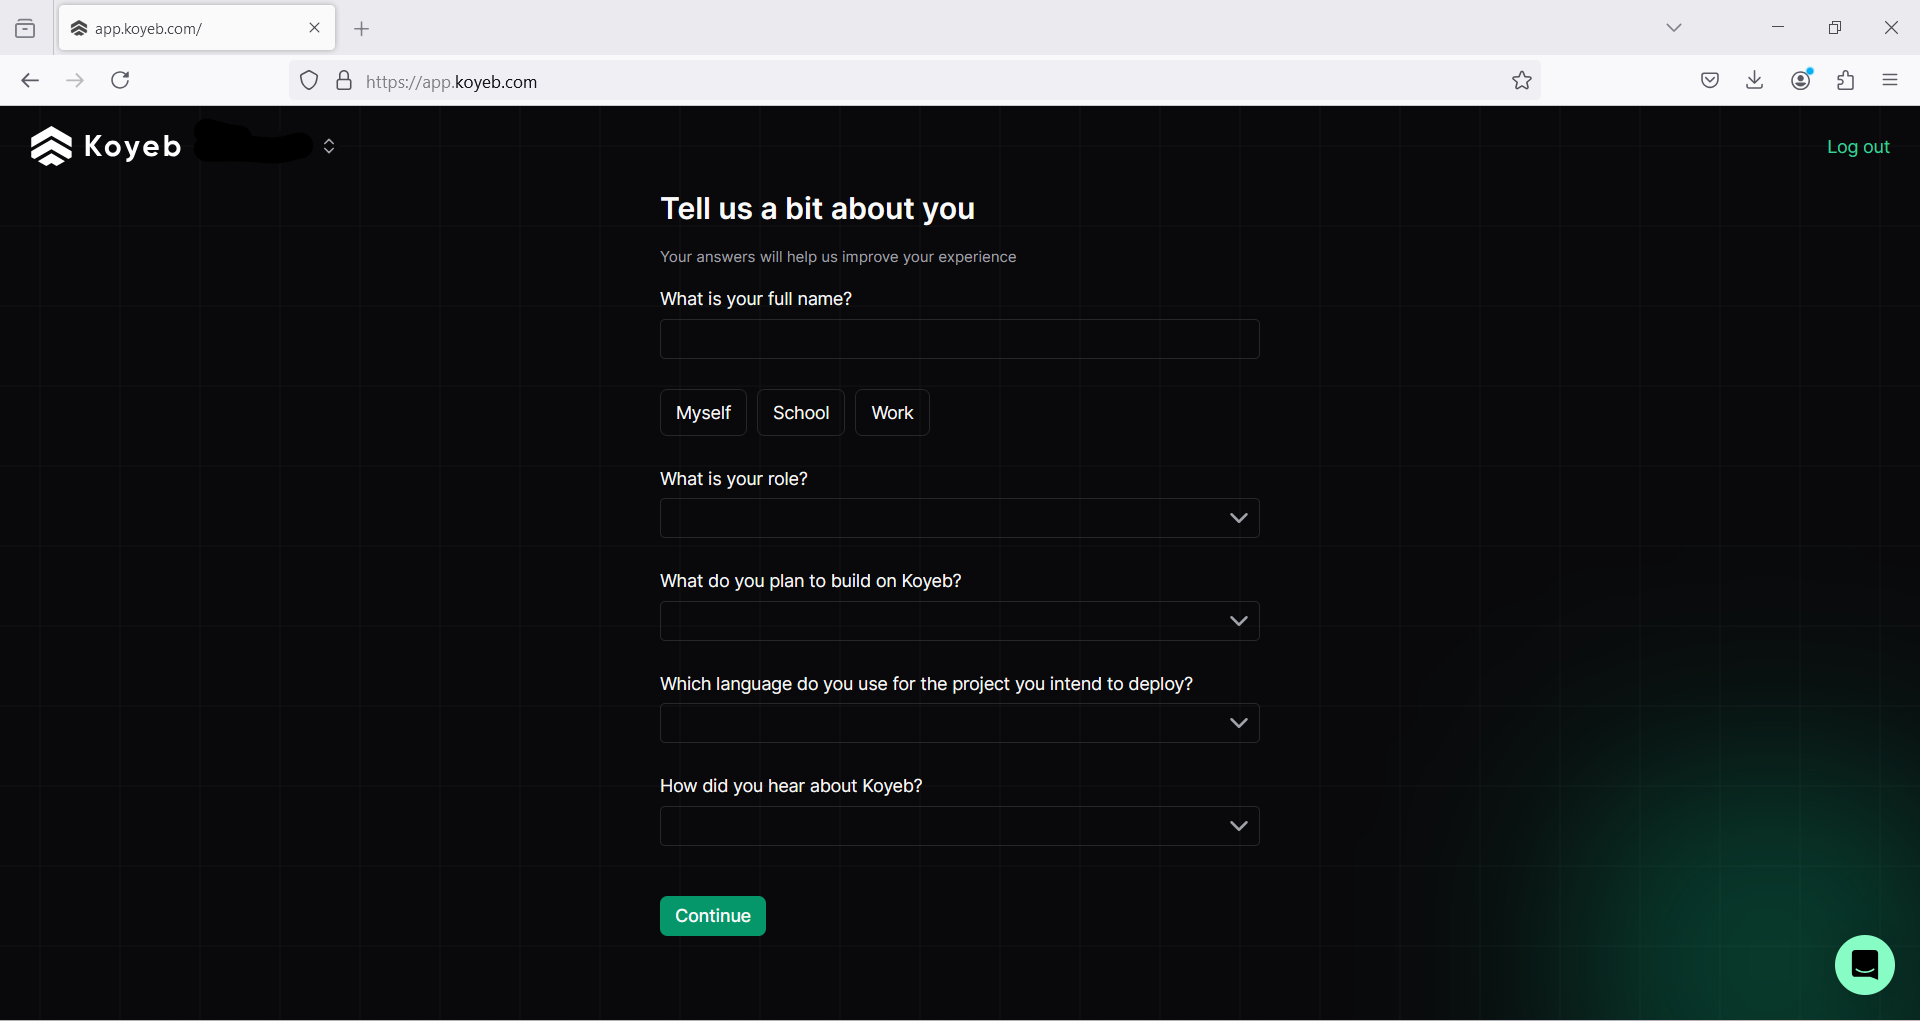 app.koyeb.com/
https://app.koyeb.com
Koyeb
Log out
Tell us a bit about you
Your answers will help us improve your experience
What is your full name?
Myself School Work
What is your role?
What do you plan to build on Koyeb?
Which language do you use for the project you intend to deploy?
How did you hear about Koyeb?
Continue